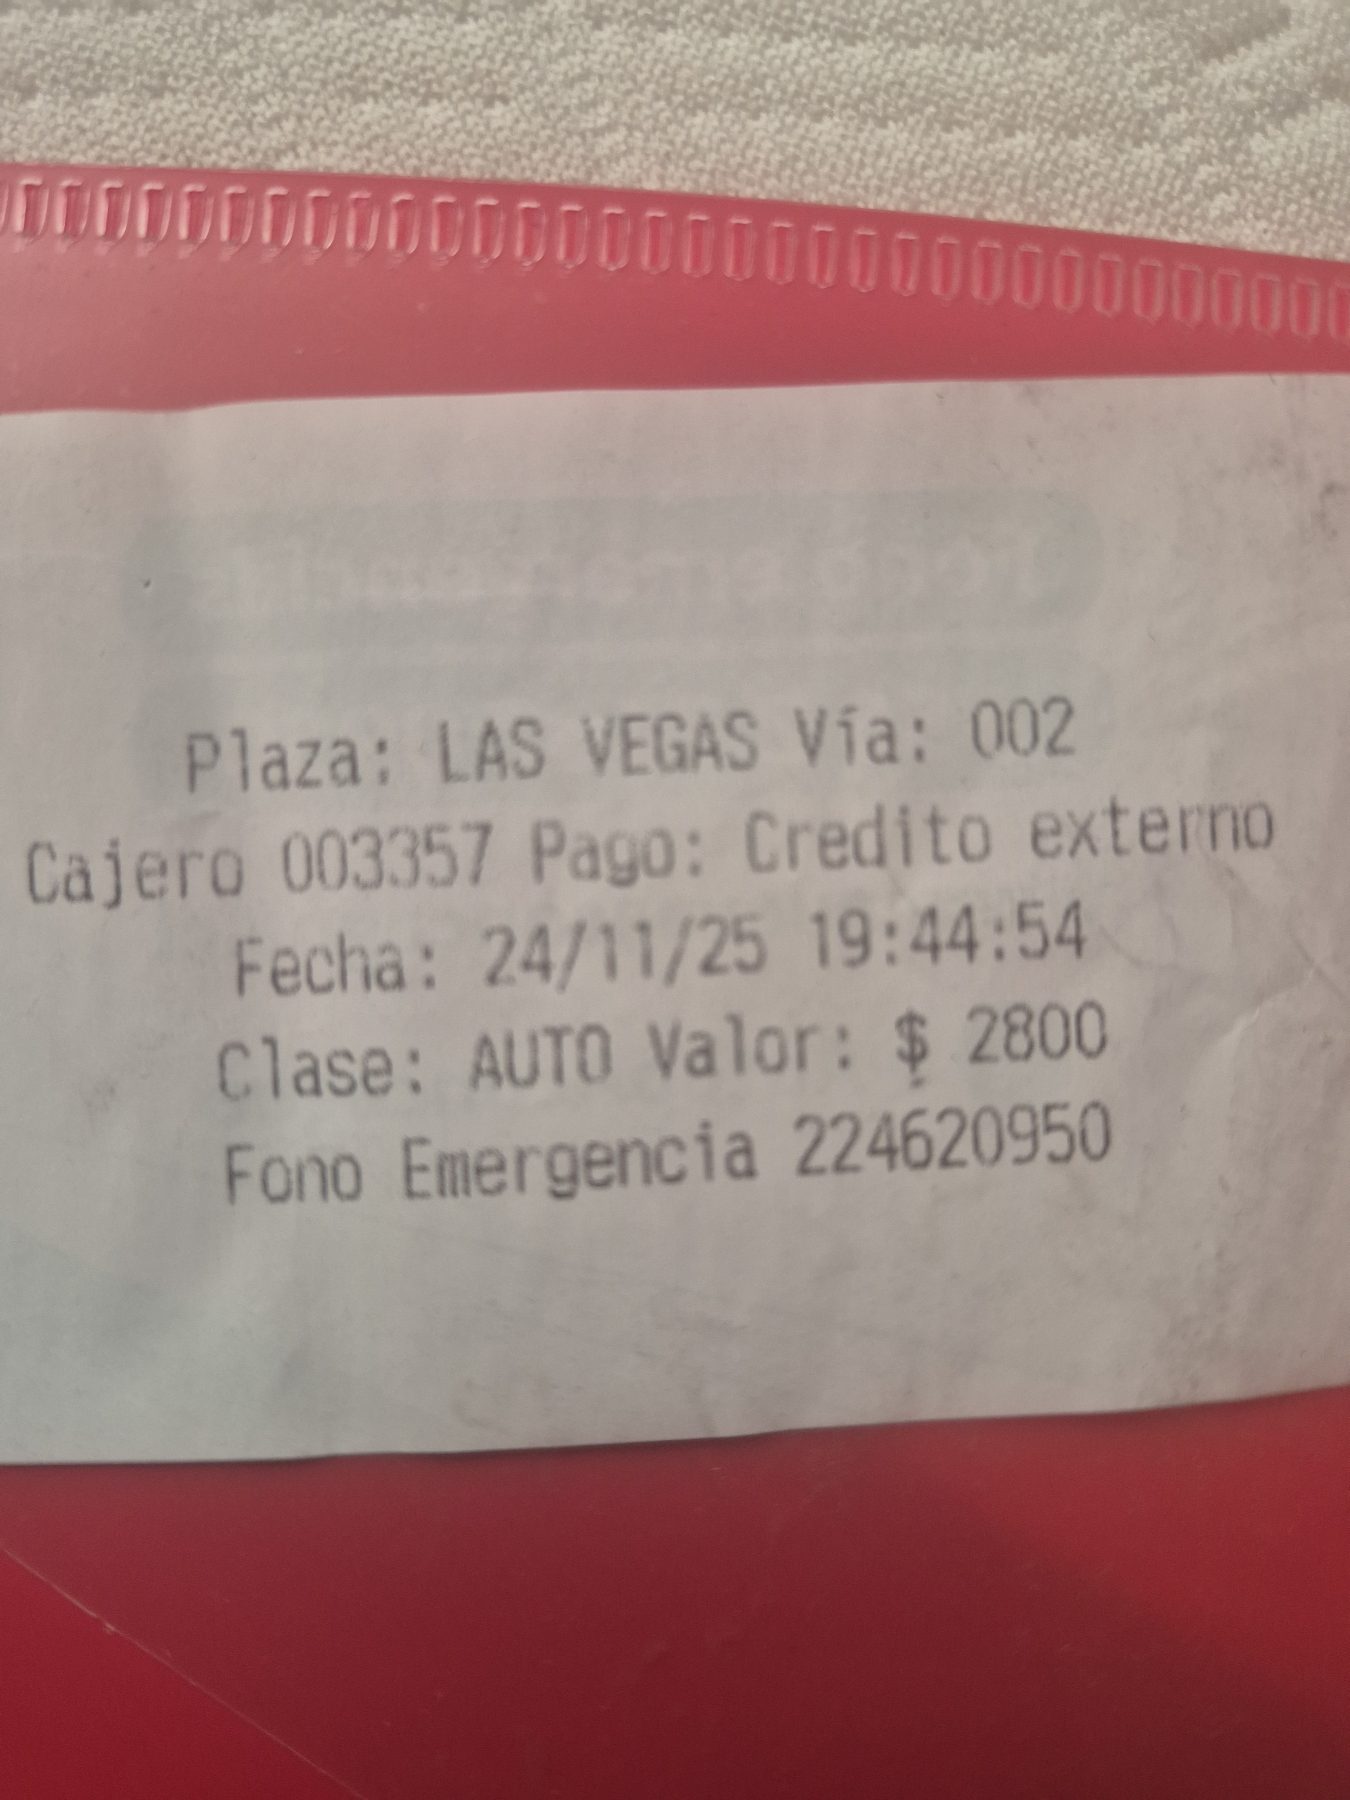 Plaza: LAS VEGAS Vía: 002
Cajero 003357 Pago: Credito externo
Fecha: 24/11/25 19:44:54
Clase: AUTO Valor: $ 2800
Fono Emergencia 224620950